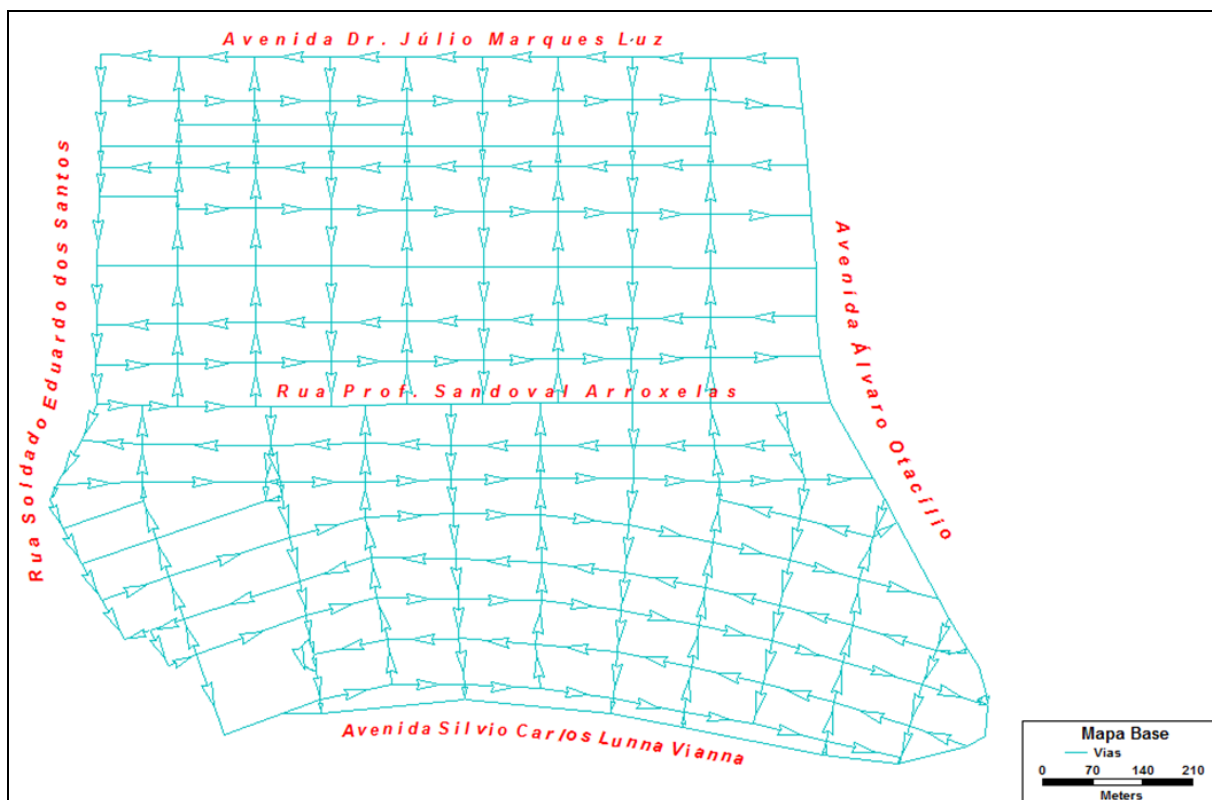 Avenida Dr. Júlio Marques Luz
Rua Soldado Eduardo dos Santos
Avenida Álvaro Otacílio
Rua Prof. Sandoval Arroxelas
Avenida Silvio Carlos Lunna Vianna
Mapa Base
Vias
0 70 140 210
Meters